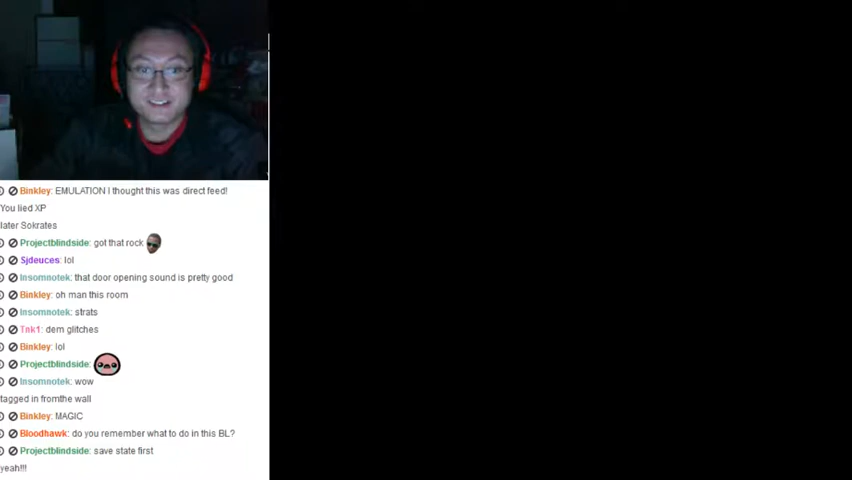 Binkley: EMULATION I thought this was direct feed!
You lied XP
later Sokrates
Projectblindside: got that rock
Sjdeuces: lol
Insomnotek: that door opening sound is pretty good
Binkley: oh man this room
Insomnotek: strats
Tnk1: dem glitches
Binkley: lol
Projectblindside:
Insomnotek: wow
tagged in fromthe wall
Binkley: MAGIC
Bloodhawk: do you remember what to do in this BL?
Projectblindside: save state first
yeah!!!